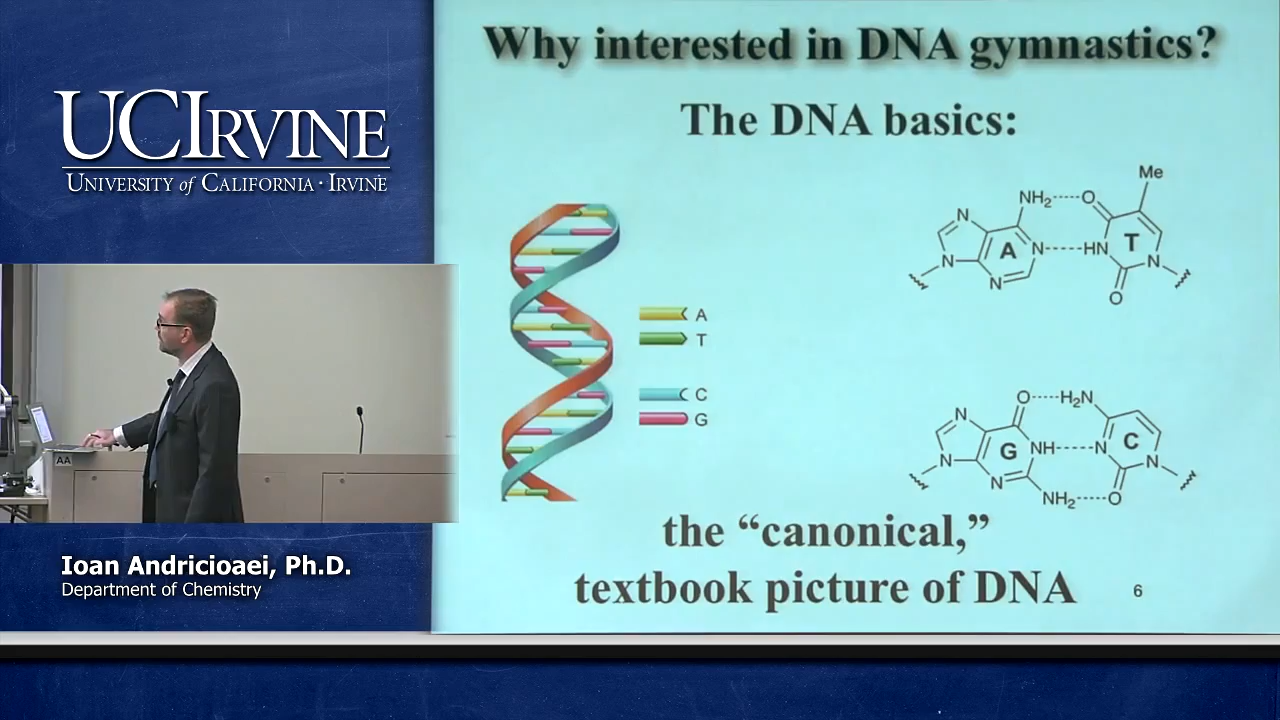 UCIRVINE
UNIVERSITY of CALIFORNIA · IRVINE
AA
Ioan Andricioaei, Ph.D.
Department of Chemistry
Why interested in DNA gymnastics?
The DNA basics:
A
T
C
G
Me
NH₂ O
N A N HN T
N N N
O
O H₂N
N G NH N C
N N N
NH₂ O
the “canonical,”
textbook picture of DNA
6